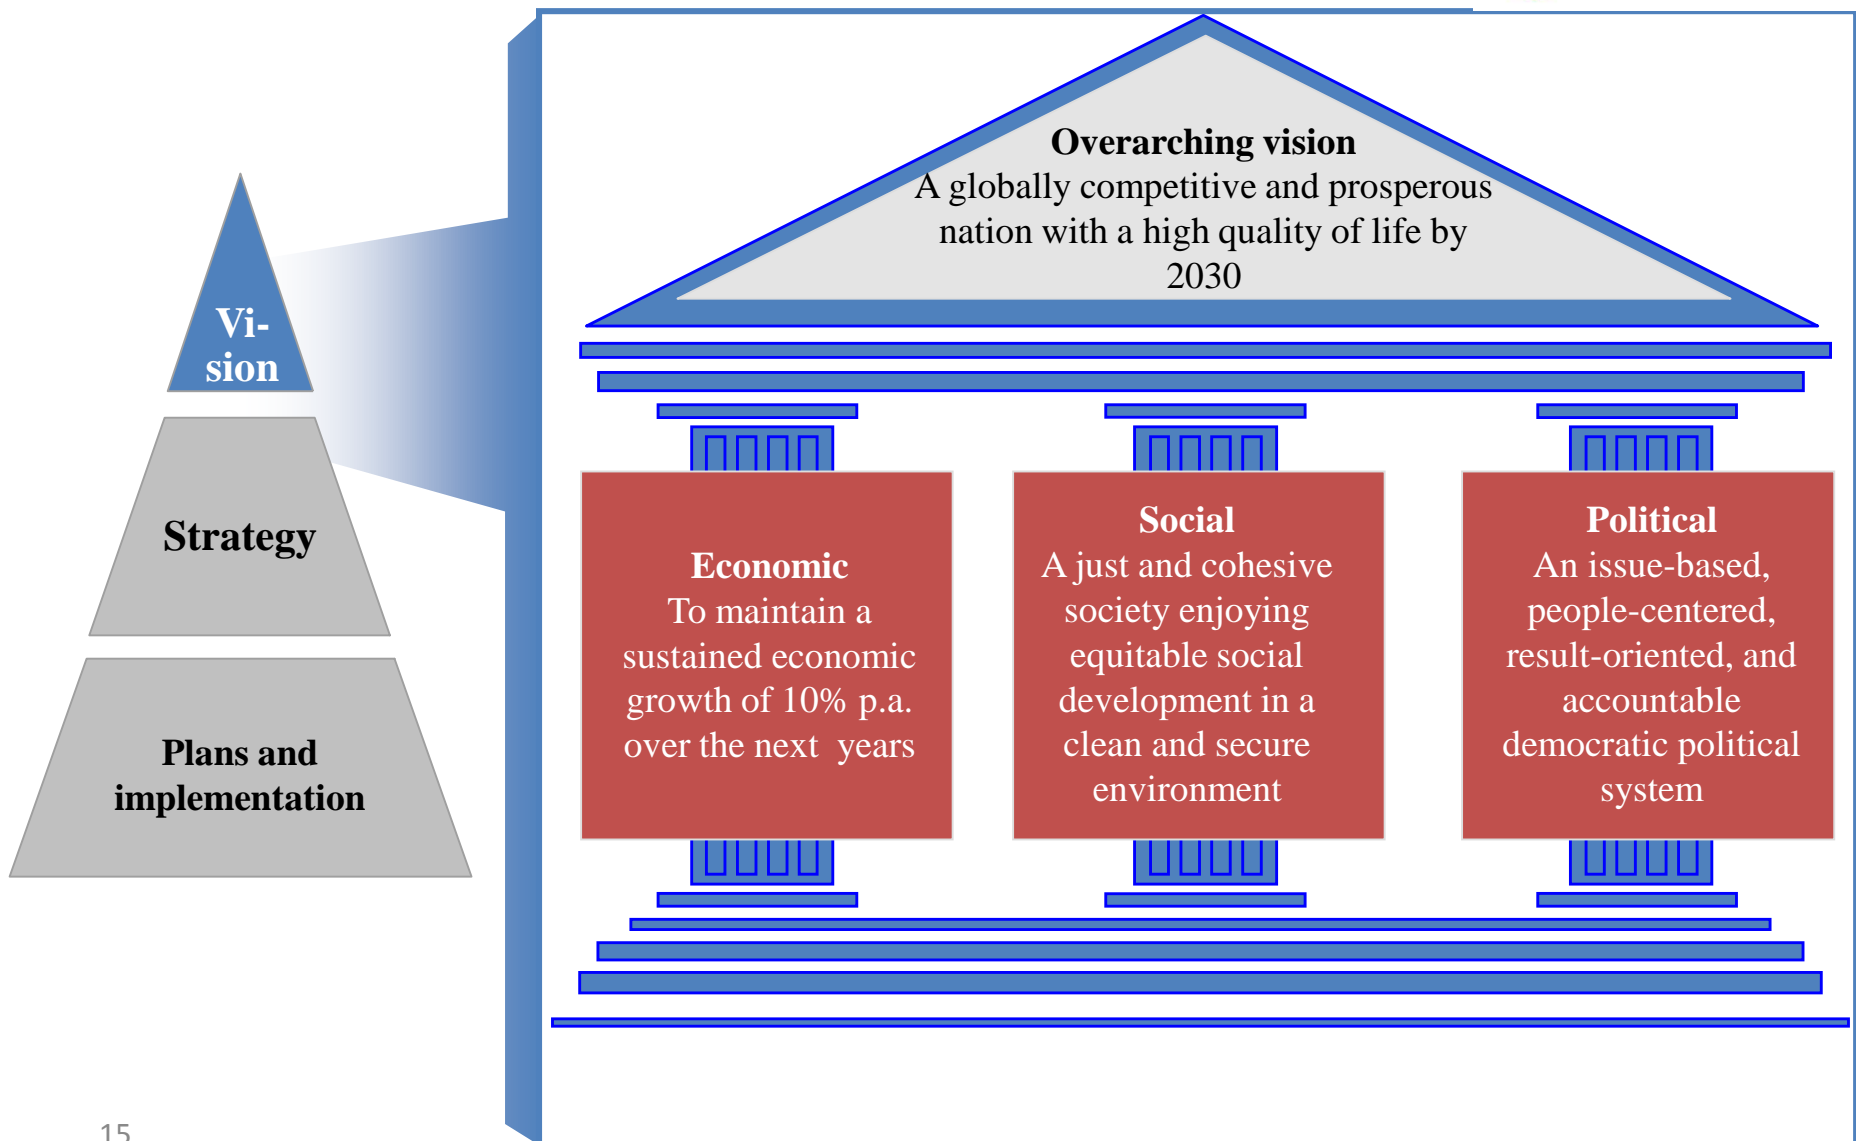 Vi-
sion
Strategy
Plans and
implementation
Overarching vision
A globally competitive and prosperous
nation with a high quality of life by
2030
Economic
To maintain a
sustained economic
growth of 10% p.a.
over the next  years
Social
A just and cohesive
society enjoying
equitable social
development in a
clean and secure
environment
Political
An issue-based,
people-centered,
result-oriented, and
accountable
democratic political
system
15